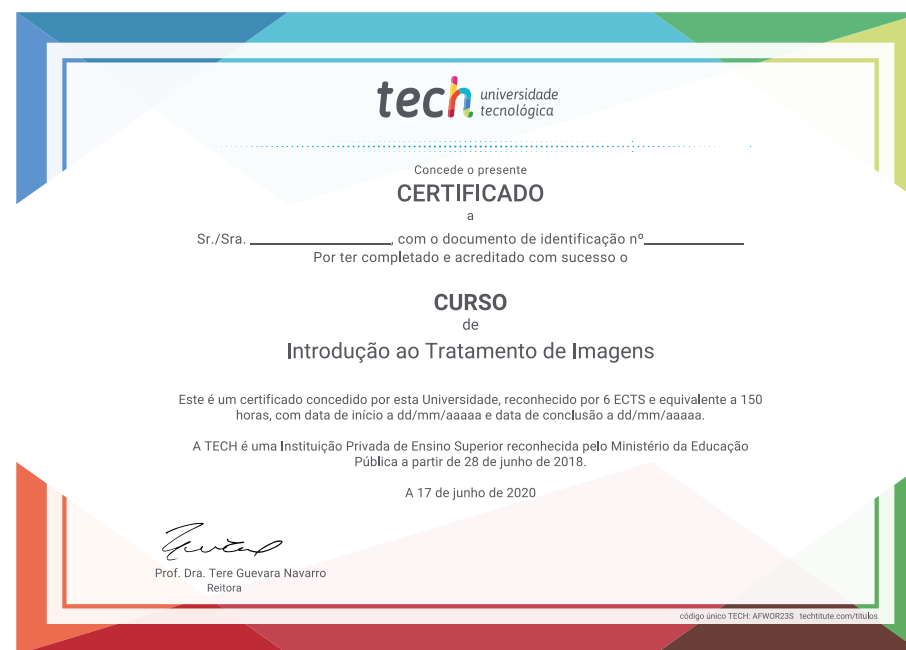 tech universidade
tecnológica
Concede o presente
CERTIFICADO
a
Sr./Sra. _________________, com o documento de identificação nº____________
Por ter completado e acreditado com sucesso o
CURSO
de
Introdução ao Tratamento de Imagens
Este é um certificado concedido por esta Universidade, reconhecido por 6 ECTS e equivalente a 150
horas, com data de início a dd/mm/aaaaa e data de conclusão a dd/mm/aaaaa.
A TECH é uma Instituição Privada de Ensino Superior reconhecida pelo Ministério da Educação
Pública a partir de 28 de junho de 2018.
A 17 de junho de 2020
Prof. Dra. Tere Guevara Navarro
Reitora
código único TECH: AFWOR23S techtitute.com/titulos